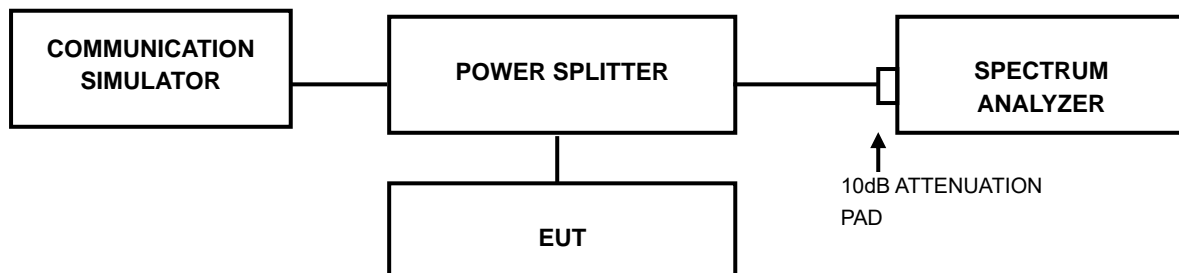 COMMUNICATION
SIMULATOR
POWER SPLITTER
SPECTRUM
ANALYZER
10dB ATTENUATION
PAD
EUT